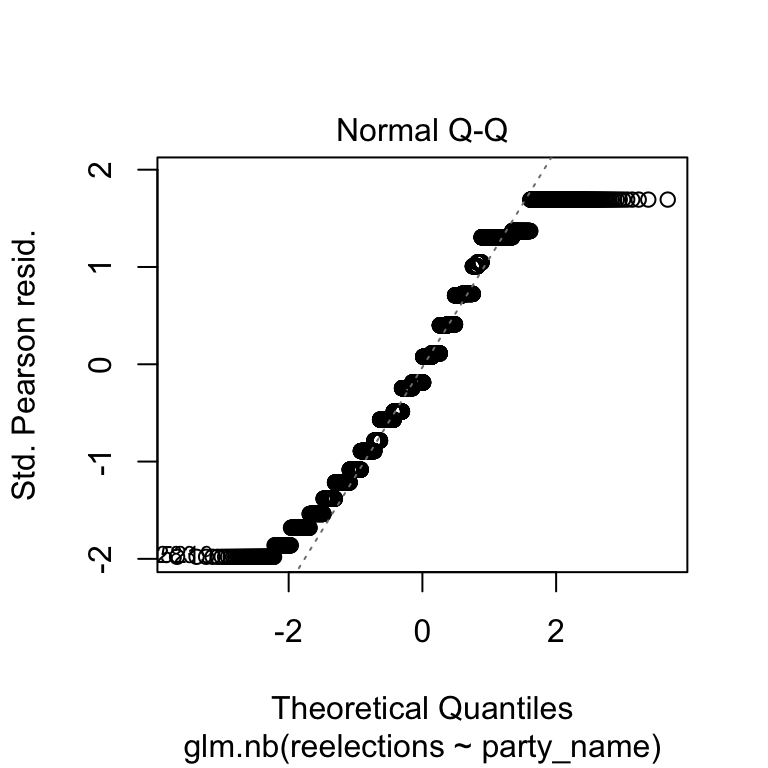 Normal Q-Q
Std. Pearson resid.
2
1
0
-1
-2
-2 0 2
Theoretical Quantiles
glm.nb(reelections ~ party_name)